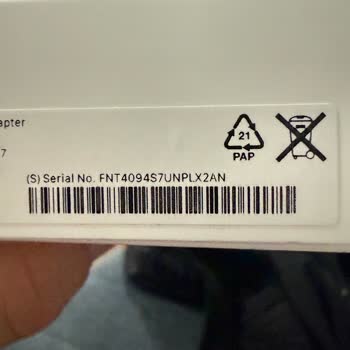 apter
7
21
PAP
(S) Serial No. FNT4094S7UNPLX2AN